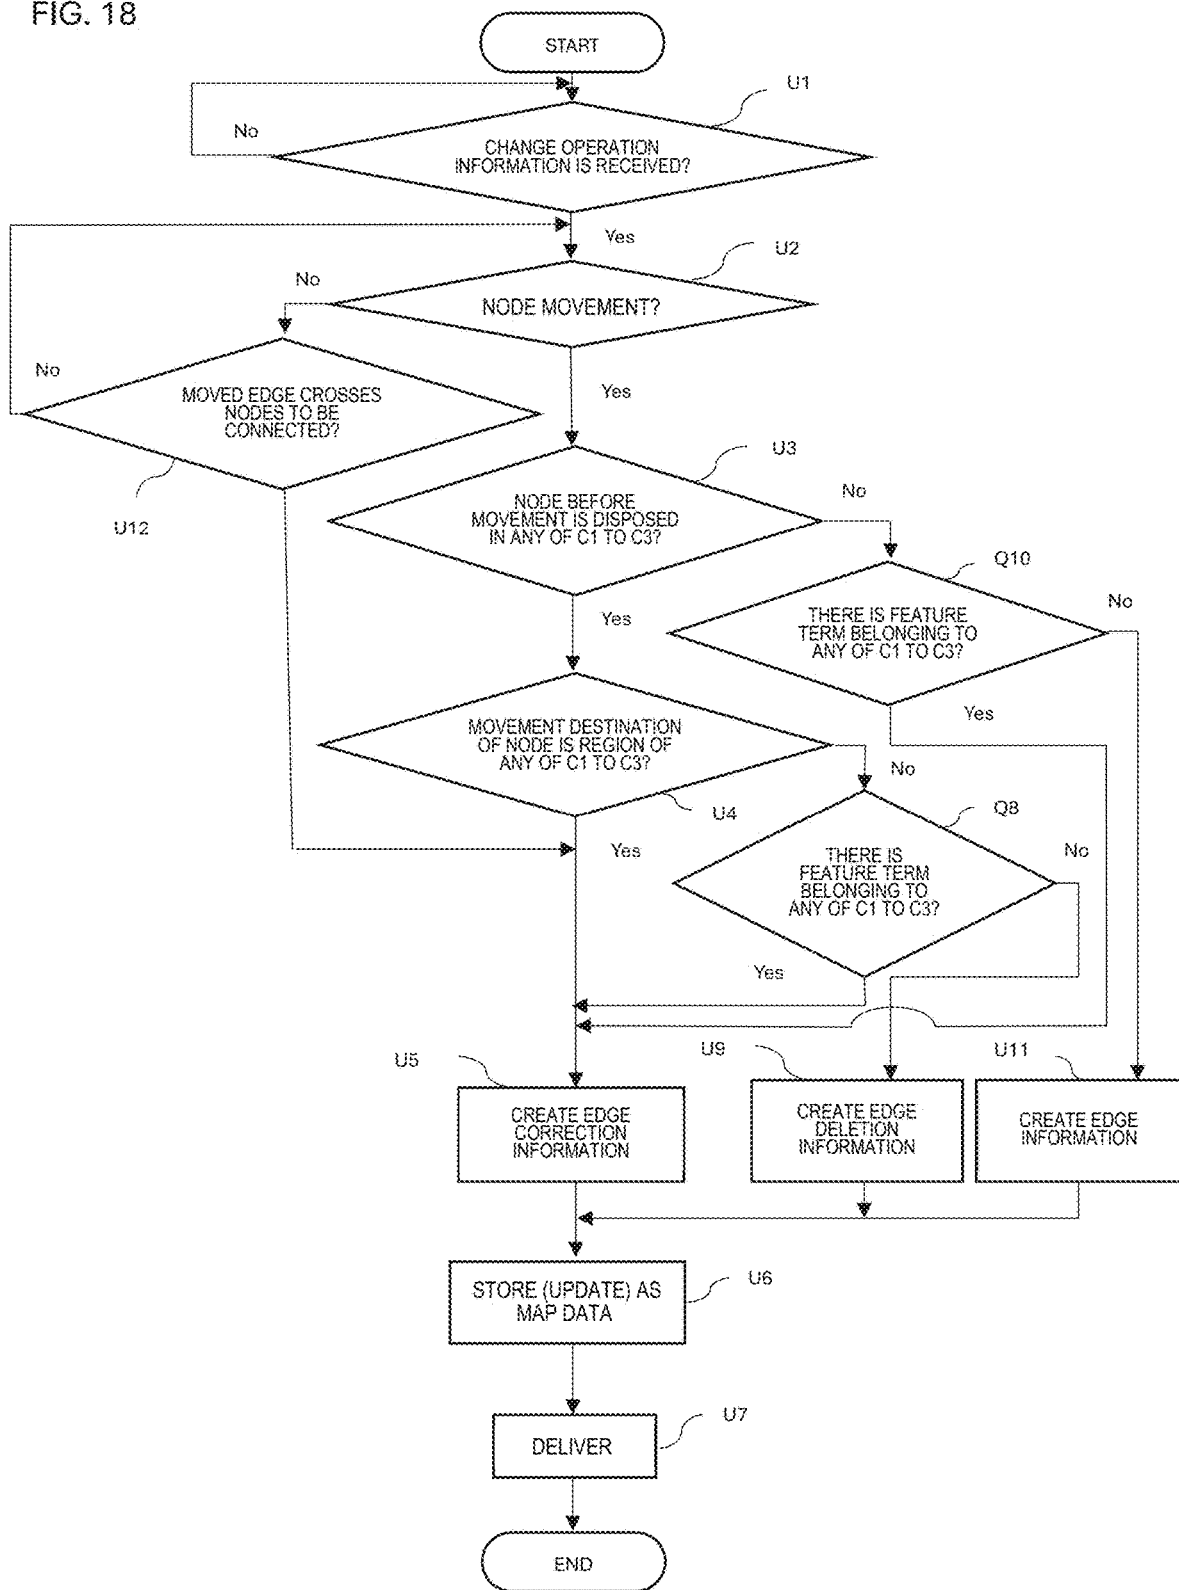 FIG. 18
START
U1
No
CHANGE OPERATION
INFORMATION IS RECEIVED?
Yes
U2
No
NODE MOVEMENT?
No
Yes
MOVED EDGE CROSSES
NODES TO BE
CONNECTED?
U3
No
NODE BEFORE
MOVEMENT IS DISPOSED
IN ANY OF C1 TO C3?
U12
Q10
No
Yes
THERE IS FEATURE
TERM BELONGING TO
ANY OF C1 TO C3?
Yes
MOVEMENT DESTINATION
OF NODE IS REGION OF
ANY OF C1 TO C3?
No
U4
Q8
Yes
No
THERE IS
FEATURE TERM
BELONGING TO
ANY OF C1 TO C3?
Yes
U5
U9
U11
CREATE EDGE
CORRECTION
INFORMATION
CREATE EDGE
DELETION
INFORMATION
CREATE EDGE
INFORMATION
STORE (UPDATE) AS
MAP DATA
U6
U7
DELIVER
END